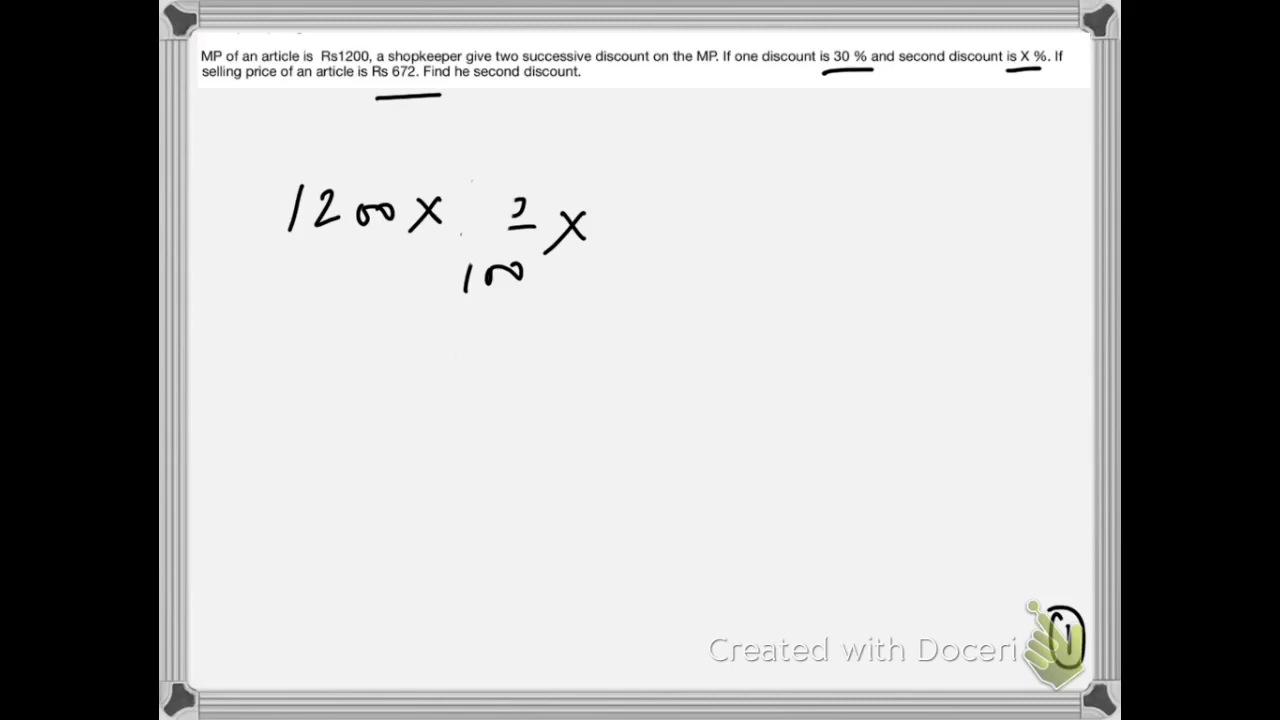 MP of an article is Rs1200, a shopkeeper give two successive discount on the MP. If one discount is 30 % and second discount is X %. If
selling price of an article is Rs 672. Find he second discount.
1200 X X
100
Created with Doceri